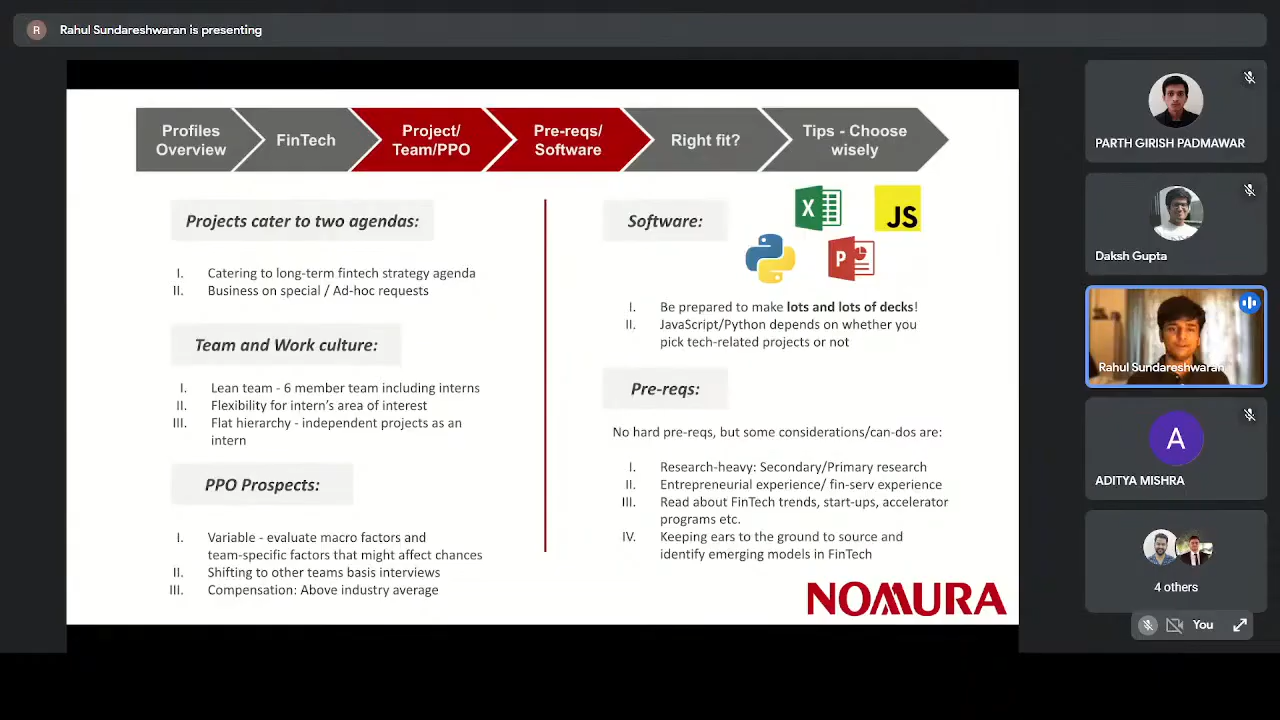 R
Rahul Sundareshwaran is presenting
Profiles
Overview
FinTech
Project/
Team/PPO
Pre-reqs/
Software
Right fit?
Tips - Choose
wisely
Projects cater to two agendas:
I. Catering to long-term fintech strategy agenda
II. Business on special / Ad-hoc requests
Team and Work culture:
I. Lean team - 6 member team including interns
II. Flexibility for intern's area of interest
III. Flat hierarchy - independent projects as an
intern
PPO Prospects:
I. Variable - evaluate macro factors and
team-specific factors that might affect chances
II. Shifting to other teams basis interviews
III. Compensation: Above industry average
Software:
X
JS
P
I. Be prepared to make lots and lots of decks!
II. JavaScript/Python depends on whether you
pick tech-related projects or not
Pre-reqs:
No hard pre-reqs, but some considerations/can-dos are:
I. Research-heavy: Secondary/Primary research
II. Entrepreneurial experience/ fin-serv experience
III. Read about FinTech trends, start-ups, accelerator
programs etc.
IV. Keeping ears to the ground to source and
identify emerging models in FinTech
NOMURA
PARTH GIRISH PADMAWAR
Daksh Gupta
Rahul Sundareshwaran
A
ADITYA MISHRA
4 others
You